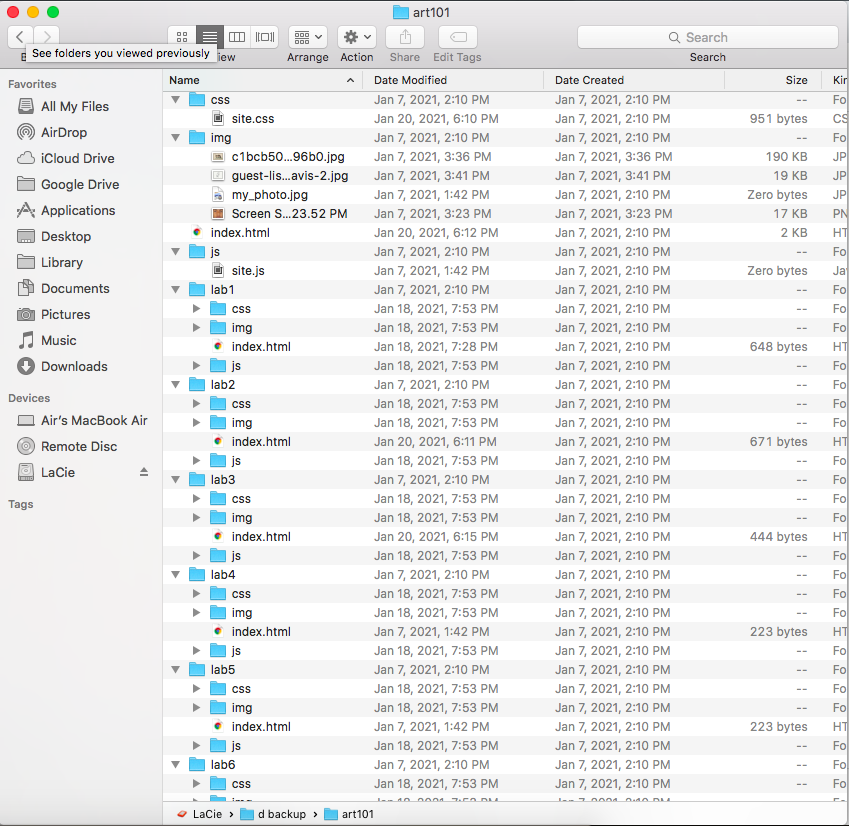 art101
See folders you viewed previously
View
Arrange
Action
Share
Edit Tags
Search
Search
Favorites
All My Files
AirDrop
iCloud Drive
Google Drive
Applications
Desktop
Library
Documents
Pictures
Music
Downloads
Devices
Air's MacBook Air
Remote Disc
LaCie
Tags
Name Date Modified Date Created Size Kin
css Jan 7, 2021, 2:10 PM Jan 7, 2021, 2:10 PM -- Fo
site.css Jan 20, 2021, 6:10 PM Jan 7, 2021, 2:10 PM 951 bytes CS
img Jan 7, 2021, 2:10 PM Jan 7, 2021, 2:10 PM -- Fo
c1bcb50...96b0.jpg Jan 7, 2021, 3:36 PM Jan 7, 2021, 3:36 PM 190 KB JP
guest-lis...avis-2.jpg Jan 7, 2021, 3:41 PM Jan 7, 2021, 3:41 PM 19 KB JP
my_photo.jpg Jan 7, 2021, 1:42 PM Jan 7, 2021, 2:10 PM Zero bytes JP
Screen S...23.52 PM Jan 7, 2021, 3:23 PM Jan 7, 2021, 3:23 PM 17 KB PN
index.html Jan 20, 2021, 6:12 PM Jan 7, 2021, 2:10 PM 2 KB HT
js Jan 7, 2021, 2:10 PM Jan 7, 2021, 2:10 PM -- Fo
site.js Jan 7, 2021, 1:42 PM Jan 7, 2021, 2:10 PM Zero bytes Ja
lab1 Jan 7, 2021, 2:10 PM Jan 7, 2021, 2:10 PM -- Fo
css Jan 18, 2021, 7:53 PM Jan 7, 2021, 2:10 PM -- Fo
img Jan 18, 2021, 7:53 PM Jan 7, 2021, 2:10 PM -- Fo
index.html Jan 18, 2021, 7:28 PM Jan 7, 2021, 2:10 PM 648 bytes HT
js Jan 18, 2021, 7:53 PM Jan 7, 2021, 2:10 PM -- Fo
lab2 Jan 7, 2021, 2:10 PM Jan 7, 2021, 2:10 PM -- Fo
css Jan 18, 2021, 7:53 PM Jan 7, 2021, 2:10 PM -- Fo
img Jan 18, 2021, 7:53 PM Jan 7, 2021, 2:10 PM -- Fo
index.html Jan 20, 2021, 6:11 PM Jan 7, 2021, 2:10 PM 671 bytes HT
js Jan 18, 2021, 7:53 PM Jan 7, 2021, 2:10 PM -- Fo
lab3 Jan 7, 2021, 2:10 PM Jan 7, 2021, 2:10 PM -- Fo
css Jan 18, 2021, 7:53 PM Jan 7, 2021, 2:10 PM -- Fo
img Jan 18, 2021, 7:53 PM Jan 7, 2021, 2:10 PM -- Fo
index.html Jan 20, 2021, 6:15 PM Jan 7, 2021, 2:10 PM 444 bytes HT
js Jan 18, 2021, 7:53 PM Jan 7, 2021, 2:10 PM -- Fo
lab4 Jan 7, 2021, 2:10 PM Jan 7, 2021, 2:10 PM -- Fo
css Jan 18, 2021, 7:53 PM Jan 7, 2021, 2:10 PM -- Fo
img Jan 18, 2021, 7:53 PM Jan 7, 2021, 2:10 PM -- Fo
index.html Jan 7, 2021, 1:42 PM Jan 7, 2021, 2:10 PM 223 bytes HT
js Jan 18, 2021, 7:53 PM Jan 7, 2021, 2:10 PM -- Fo
lab5 Jan 7, 2021, 2:10 PM Jan 7, 2021, 2:10 PM -- Fo
css Jan 18, 2021, 7:53 PM Jan 7, 2021, 2:10 PM -- Fo
img Jan 18, 2021, 7:53 PM Jan 7, 2021, 2:10 PM -- Fo
index.html Jan 7, 2021, 1:42 PM Jan 7, 2021, 2:10 PM 223 bytes HT
js Jan 18, 2021, 7:53 PM Jan 7, 2021, 2:10 PM -- Fo
lab6 Jan 7, 2021, 2:10 PM Jan 7, 2021, 2:10 PM -- Fo
css Jan 18, 2021, 7:53 PM Jan 7, 2021, 2:10 PM -- Fo
LaCie › d backup › art101